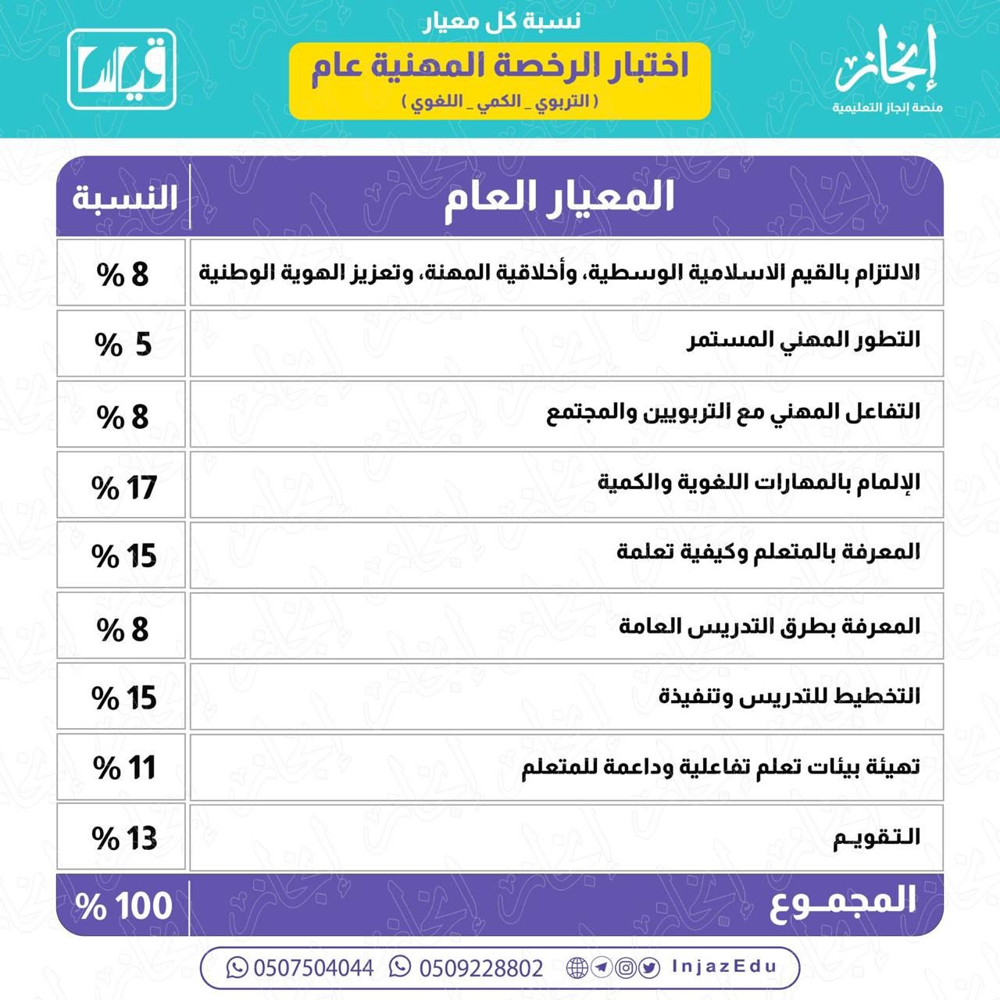 نسبة كل معيار
اختبار الرخصة المهنية عام
( التربوي _ الكمي _ اللغوي )
إنجاز
منصة إنجاز التعليمية
قياس
المعيار العام النسبة
الالتزام بالقيم الاسلامية الوسطية، وأخلاقية المهنة، وتعزيز الهوية الوطنية 8 %
التطور المهني المستمر 5 %
التفاعل المهني مع التربويين والمجتمع 8 %
الإلمام بالمهارات اللغوية والكمية 17 %
المعرفة بالمتعلم وكيفية تعلمة 15 %
المعرفة بطرق التدريس العامة 8 %
التخطيط للتدريس وتنفيذة 15 %
تهيئة بيئات تعلم تفاعلية وداعمة للمتعلم 11 %
التقويم 13 %
المجموع 100 %
0507504044 0509228802 InjazEdu